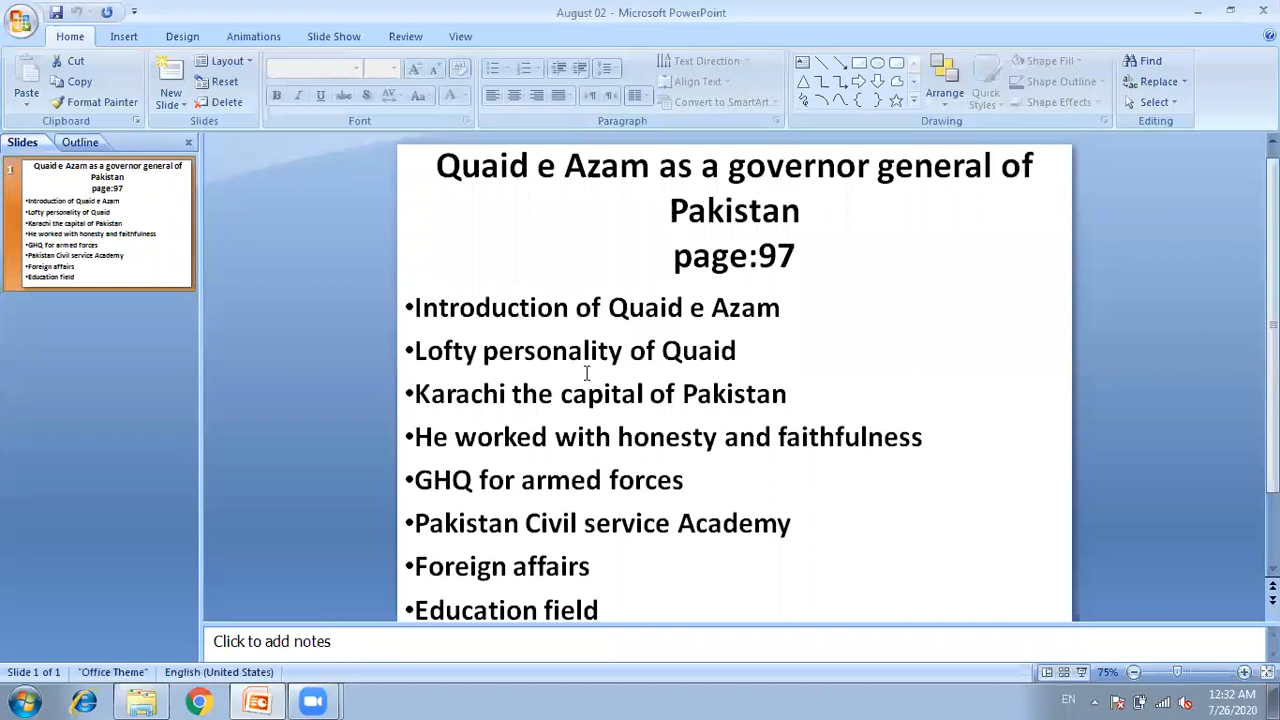 August 02 - Microsoft PowerPoint
Home Insert Design Animations Slide Show Review View
Paste
Cut
Copy
Format Painter
Clipboard
New
Slide
Layout
Reset
Delete
Slides
B I U abe S AV Aa A
Font
Text Direction
Align Text
Convert to SmartArt
Paragraph
Arrange
Quick
Styles
Shape Fill
Shape Outline
Shape Effects
Drawing
Find
Replace
Select
Editing
Slides Outline
1
Quaid e Azam as a governor general of
Pakistan
page:97
•Introduction of Quaid e Azam
•Lofty personality of Quaid
•Karachi the capital of Pakistan
•He worked with honesty and faithfulness
•GHQ for armed forces
•Pakistan Civil service Academy
•Foreign affairs
•Education field
Quaid e Azam as a governor general of
Pakistan
page:97
•Introduction of Quaid e Azam
•Lofty personality of Quaid
•Karachi the capital of Pakistan
•He worked with honesty and faithfulness
•GHQ for armed forces
•Pakistan Civil service Academy
•Foreign affairs
•Education field
Click to add notes
Slide 1 of 1 "Office Theme" English (United States) 75%
EN 12:32 AM
7/26/2020